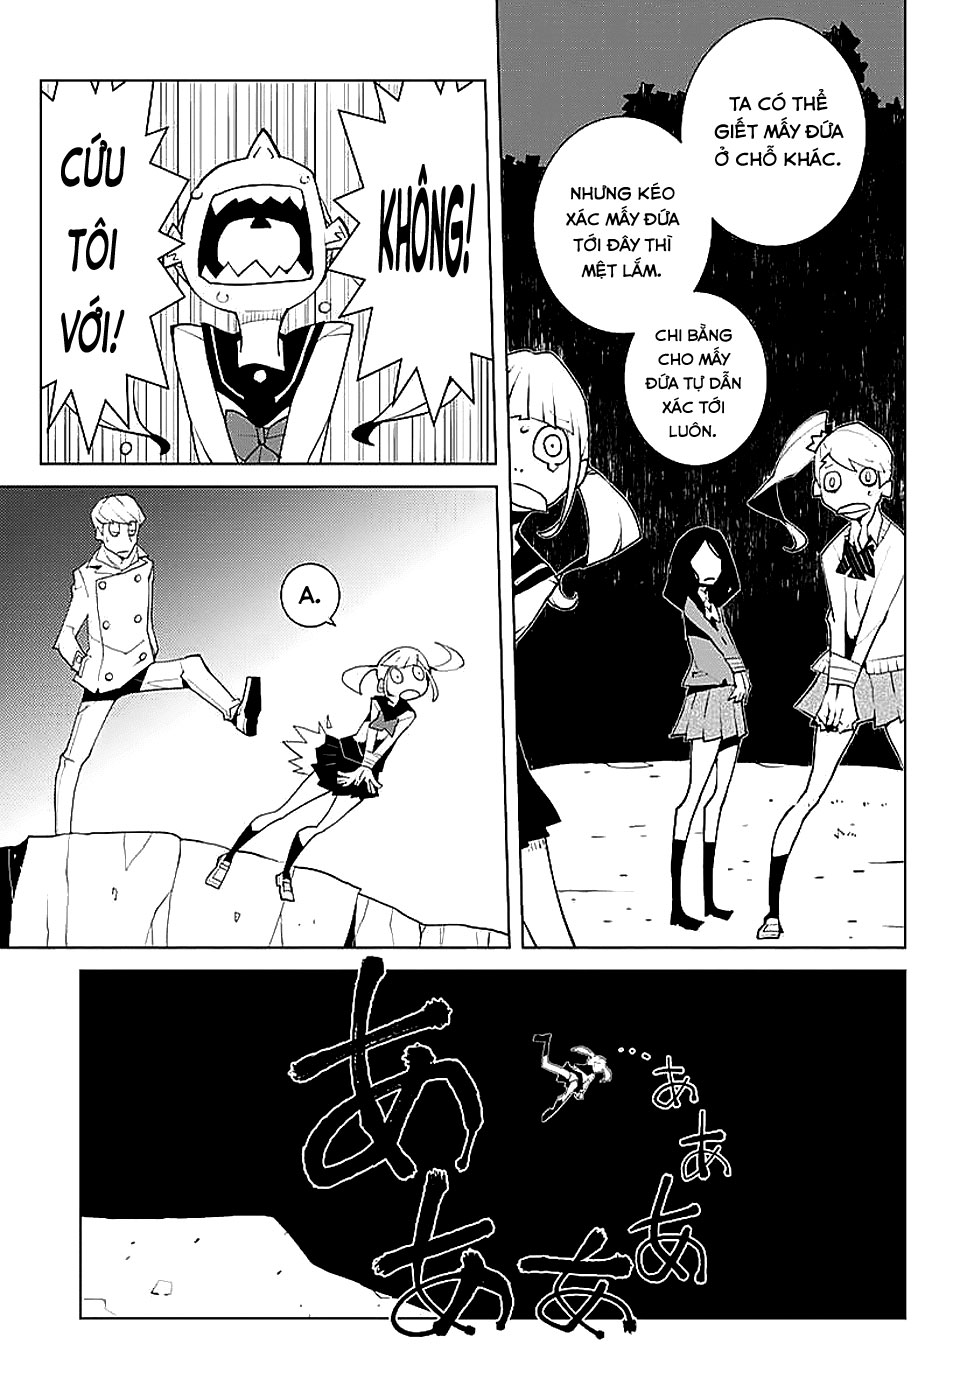 TA CÓ THỂ
GIẾT MẤY ĐỨA
Ở CHỖ KHÁC.
NHƯNG KÉO
XÁC MẤY ĐỨA
TỚI ĐÂY THÌ
MỆT LẮM.
CHI BẰNG
CHO MẤY
ĐỨA TỰ DẪN
XÁC TỚI
LUÔN.
KHÔNG!
CỨU
TÔI
VỚI!
A.
あ
あ
あ
あ
あ
あ